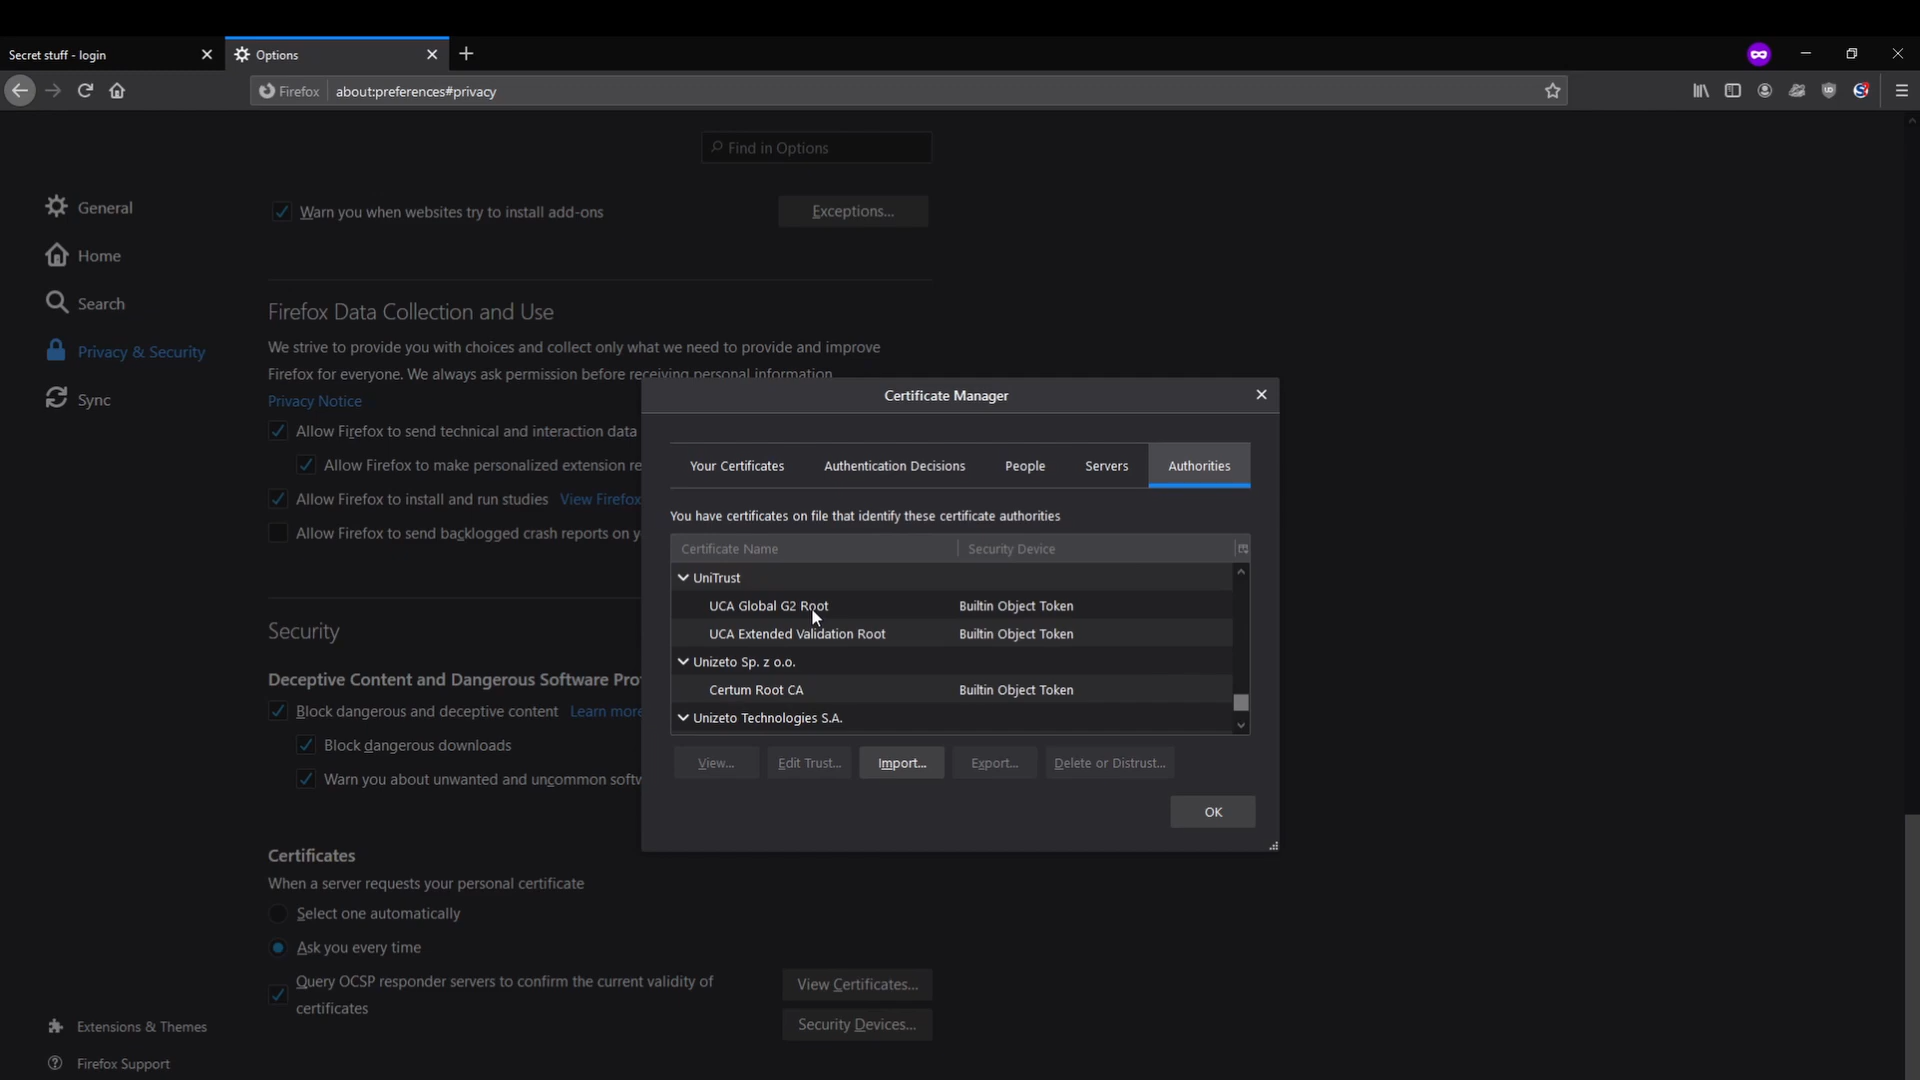 Secret stuff - login
Options
Firefox
about:preferences#privacy
Find in Options
General
Home
Search
Privacy & Security
Sync
Extensions & Themes
Firefox Support
Warn you when websites try to install add-ons
Exceptions...
Firefox Data Collection and Use
We strive to provide you with choices and collect only what we need to provide and improve
Firefox for everyone. We always ask permission before receiving personal information.
Privacy Notice
Allow Firefox to send technical and interaction data
Allow Firefox to make personalized extension re
Allow Firefox to install and run studies View Firefox
Allow Firefox to send backlogged crash reports on y
Security
Deceptive Content and Dangerous Software Pro
Block dangerous and deceptive content Learn more
Block dangerous downloads
Warn you about unwanted and uncommon softw
Certificates
When a server requests your personal certificate
Select one automatically
Ask you every time
Query OCSP responder servers to confirm the current validity of
certificates
View Certificates...
Security Devices...
Certificate Manager
Your Certificates
Authentication Decisions
People
Servers
Authorities
You have certificates on file that identify these certificate authorities
Certificate Name Security Device
UniTrust
UCA Global G2 Root Builtin Object Token
UCA Extended Validation Root Builtin Object Token
Unizeto Sp. z o.o.
Certum Root CA Builtin Object Token
Unizeto Technologies S.A.
View...
Edit Trust...
Import...
Export...
Delete or Distrust...
OK